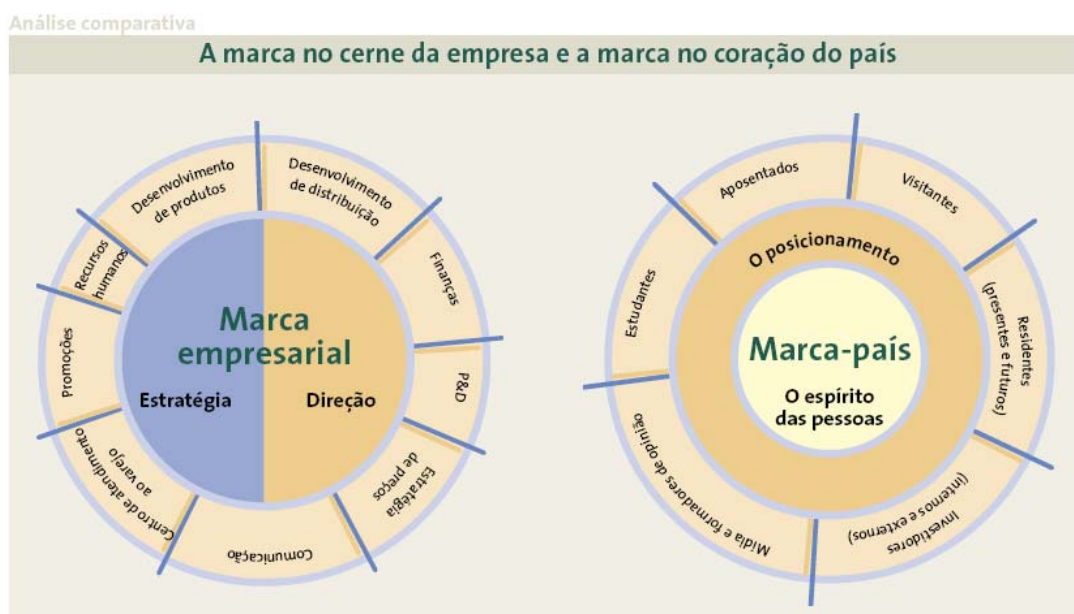 Análise comparativa
A marca no cerne da empresa e a marca no coração do país
Desenvolvimento
de produtos
Desenvolvimento
de distribuição
Finanças
P&D
Estratégia
de preços
Comunicação
Centro de atendimento
ao varejo
Promoções
Recursos
humanos
Marca
empresarial
Estratégia
Direção
Aposentados
Visitantes
Residentes
(presentes e futuros)
Investidores
(internos e externos)
Mídia e formadores de opinião
Estudantes
O posicionamento
Marca-país
O espírito
das pessoas